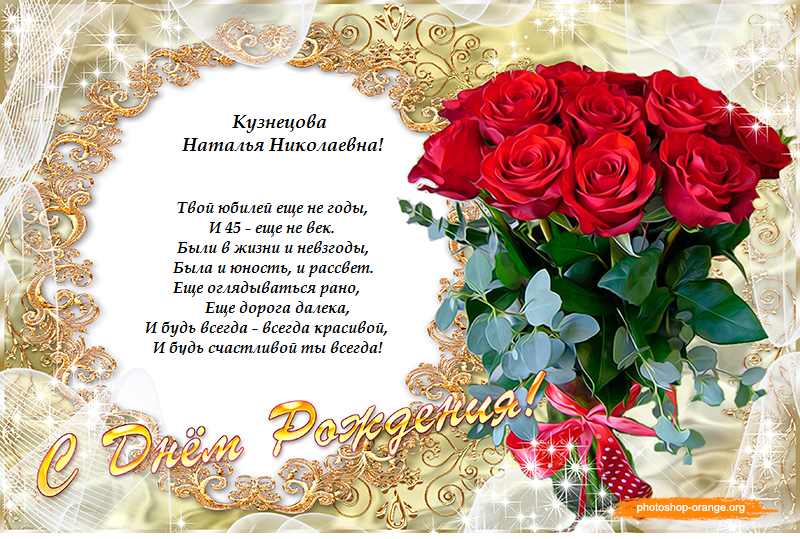 Кузнецова
Наталья Николаевна!
Твой юбилей еще не годы,
И 45 - еще не век.
Были в жизни и невзгоды,
Была и юность, и рассвет.
Еще оглядываться рано,
Еще дорога далека,
И будь всегда - всегда красивой,
И будь счастливой ты всегда!
С Днём Рождения!
photoshop-orange.org